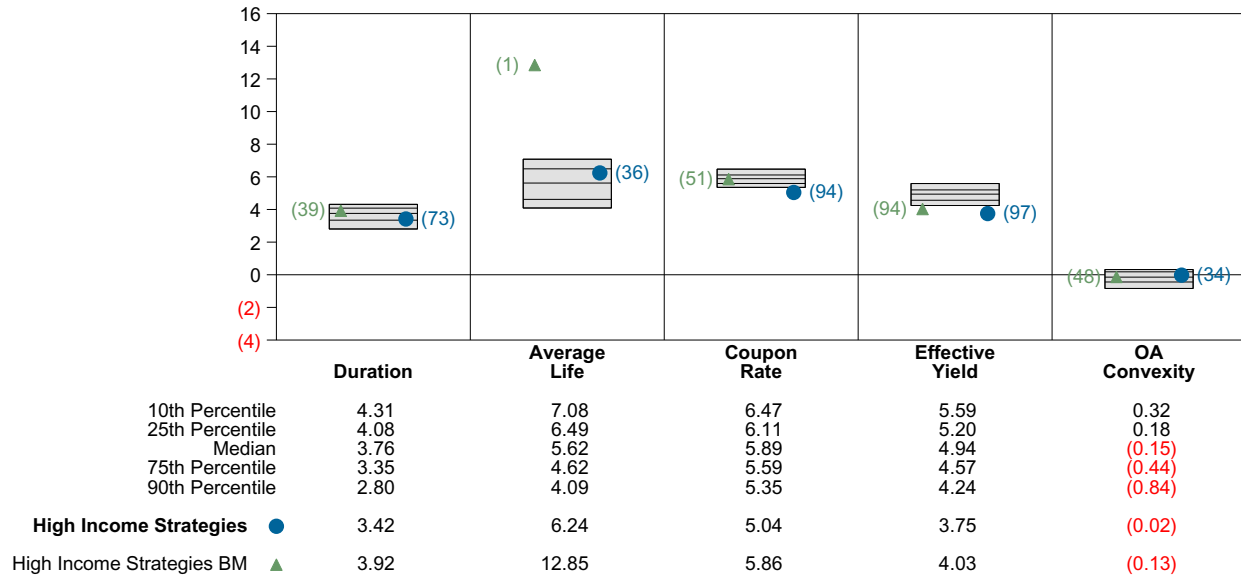 16
14
12
10
8
6
4
2
0
(2)
(4)
(1)
(39)
(73)
(36)
(51)
(94)
(94)
(97)
(48)
(34)
Duration Average Life Coupon Rate Effective Yield OA Convexity
10th Percentile 4.31 7.08 6.47 5.59 0.32
25th Percentile 4.08 6.49 6.11 5.20 0.18
Median 3.76 5.62 5.89 4.94 (0.15)
75th Percentile 3.35 4.62 5.59 4.57 (0.44)
90th Percentile 2.80 4.09 5.35 4.24 (0.84)
High Income Strategies 3.42 6.24 5.04 3.75 (0.02)
High Income Strategies BM 3.92 12.85 5.86 4.03 (0.13)